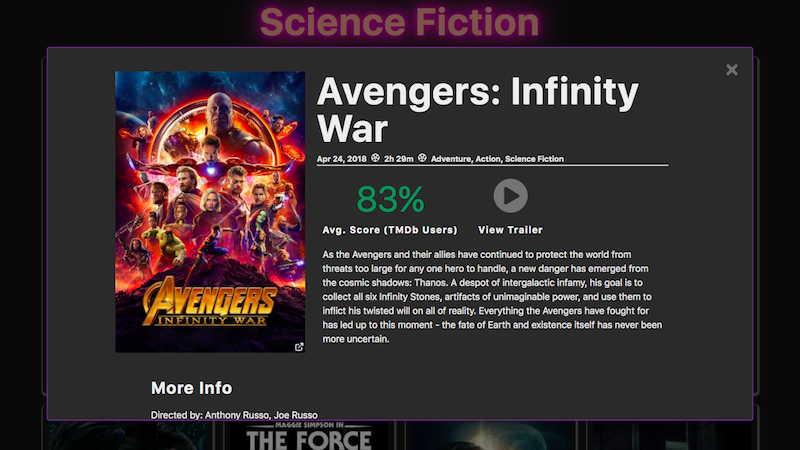 Science Fiction
×
Avengers: Infinity
War
Apr 24, 2018 2h 29m Adventure, Action, Science Fiction
83%
Avg. Score (TMDb Users)
View Trailer
As the Avengers and their allies have continued to protect the world from
threats too large for any one hero to handle, a new danger has emerged from
the cosmic shadows: Thanos. A despot of intergalactic infamy, his goal is to
collect all six Infinity Stones, artifacts of unimaginable power, and use them to
inflict his twisted will on all of reality. Everything the Avengers have fought for
has led up to this moment - the fate of Earth and existence itself has never been
more uncertain.
AVENGERS
INFINITY WAR
More Info
Directed by: Anthony Russo, Joe Russo
MAGGIE SIMPSON IN
THE FORCE